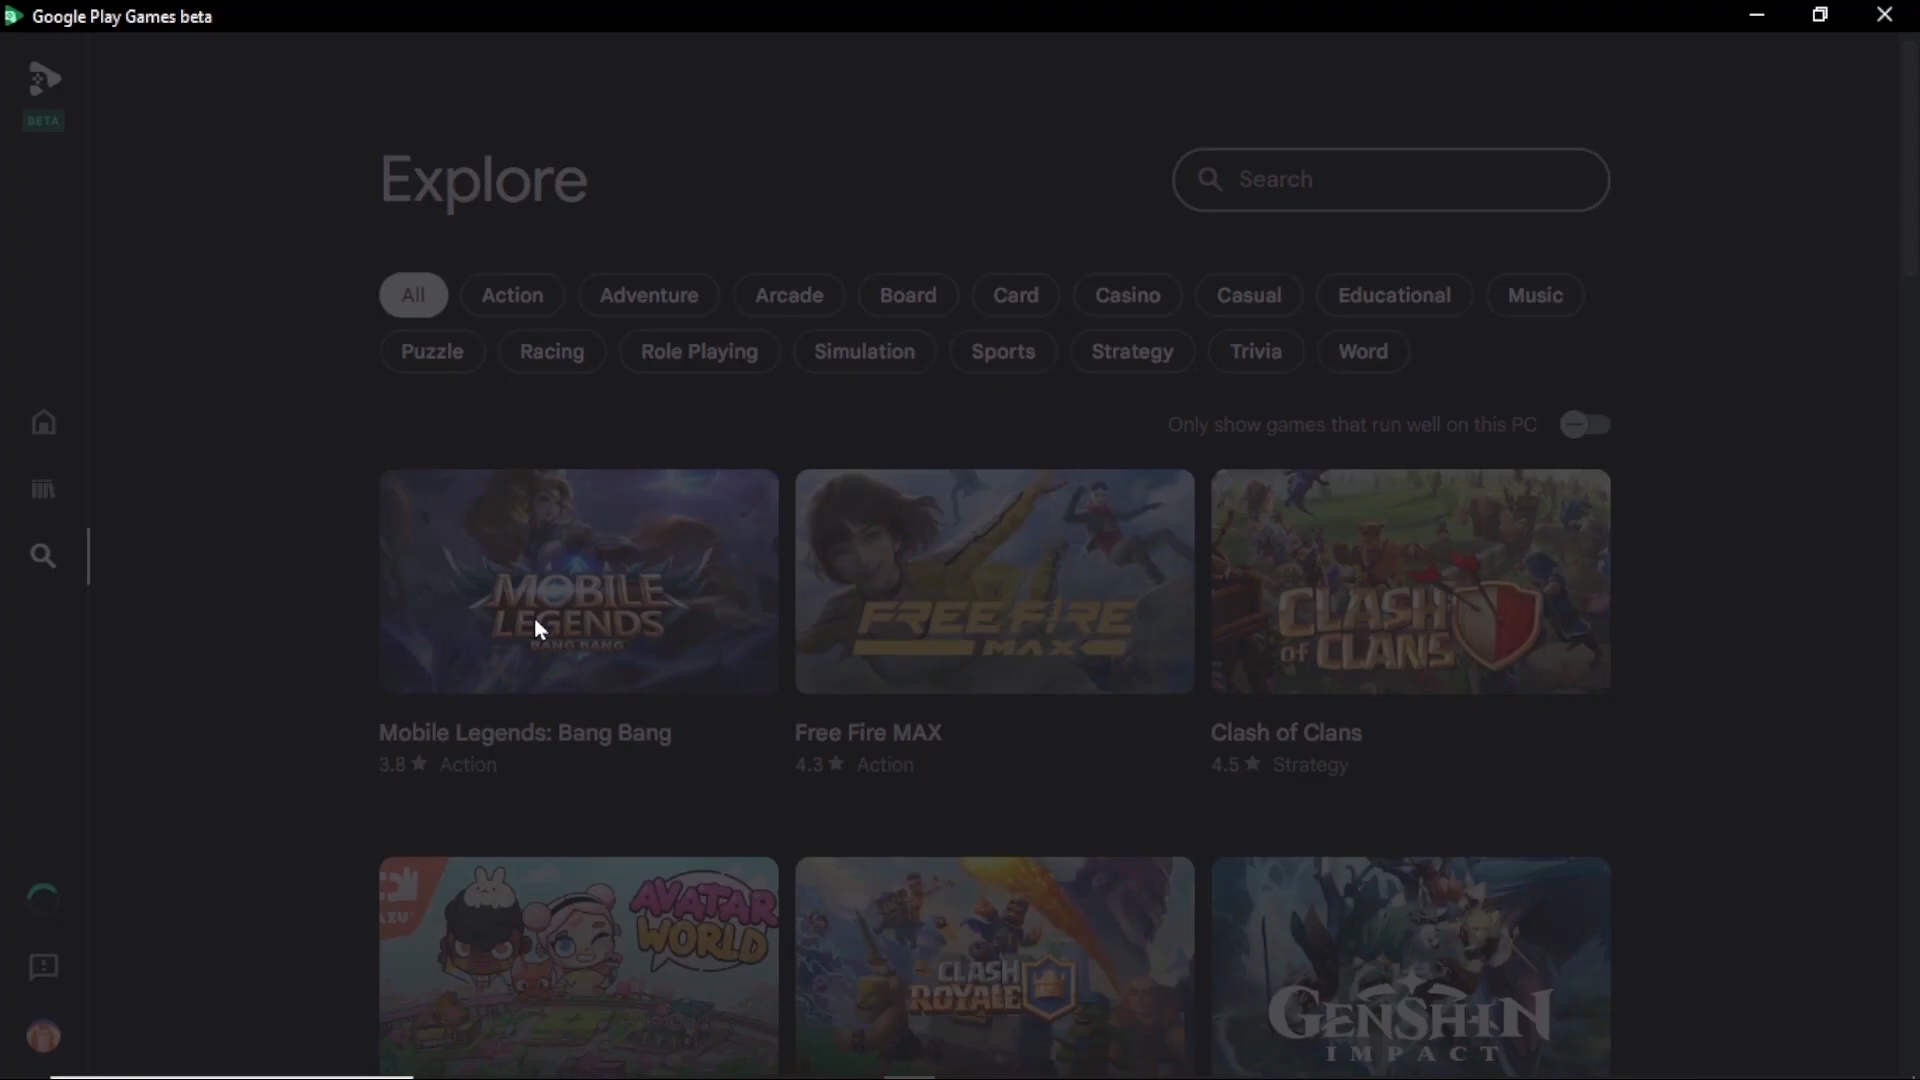 Google Play Games beta
BETA
Explore
Search
All Action Adventure Arcade Board Card Casino Casual Educational Music
Puzzle Racing Role Playing Simulation Sports Strategy Trivia Word
Only show games that run well on this PC
MOBILE
LEGENDS
BANG BANG
FREE FIRE
MAX
CLASH
of CLANS
Mobile Legends: Bang Bang
3.8 ★ Action
Free Fire MAX
4.3 ★ Action
Clash of Clans
4.5 ★ Strategy
AVATAR
WORLD
CLASH
ROYALE
GENSHIN
IMPACT